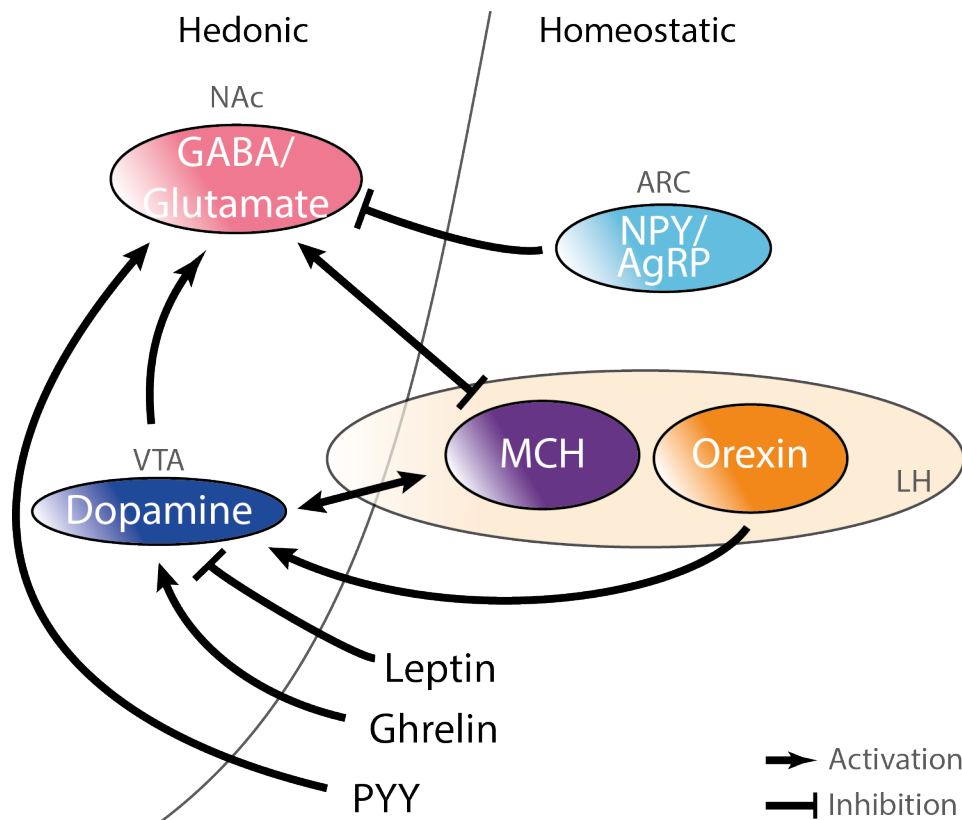 Hedonic
Homeostatic
NAc
GABA/
Glutamate
ARC
NPY/
AgRP
VTA
Dopamine
MCH
Orexin
LH
Leptin
Ghrelin
PYY
Activation
Inhibition